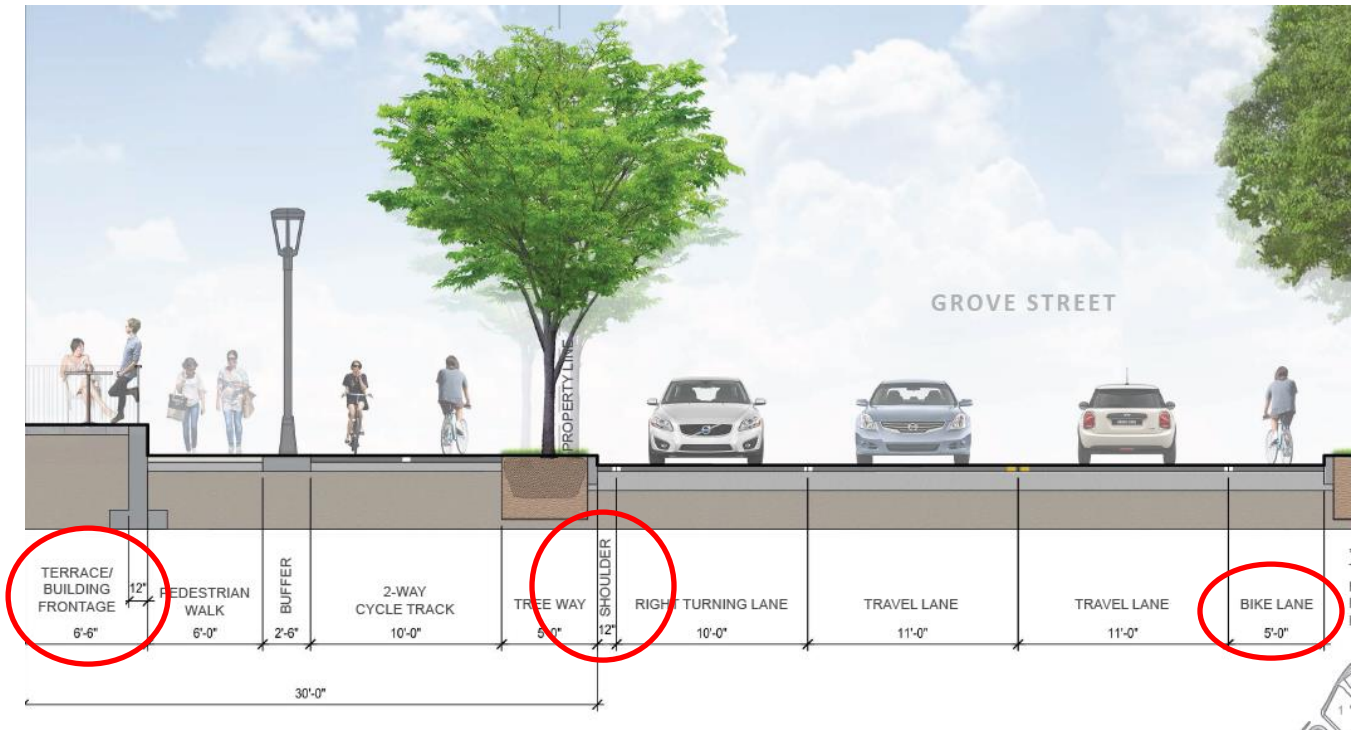 GROVE STREET
PROPERTY LINE
TERRACE/
BUILDING
FRONTAGE
12"
6'-6"
PEDESTRIAN
WALK
6'-0"
BUFFER
2'-6"
2-WAY
CYCLE TRACK
10'-0"
TREE WAY
5'-0"
SHOULDER
12"
RIGHT TURNING LANE
10'-0"
TRAVEL LANE
11'-0"
TRAVEL LANE
11'-0"
BIKE LANE
5'-0"
30'-0"